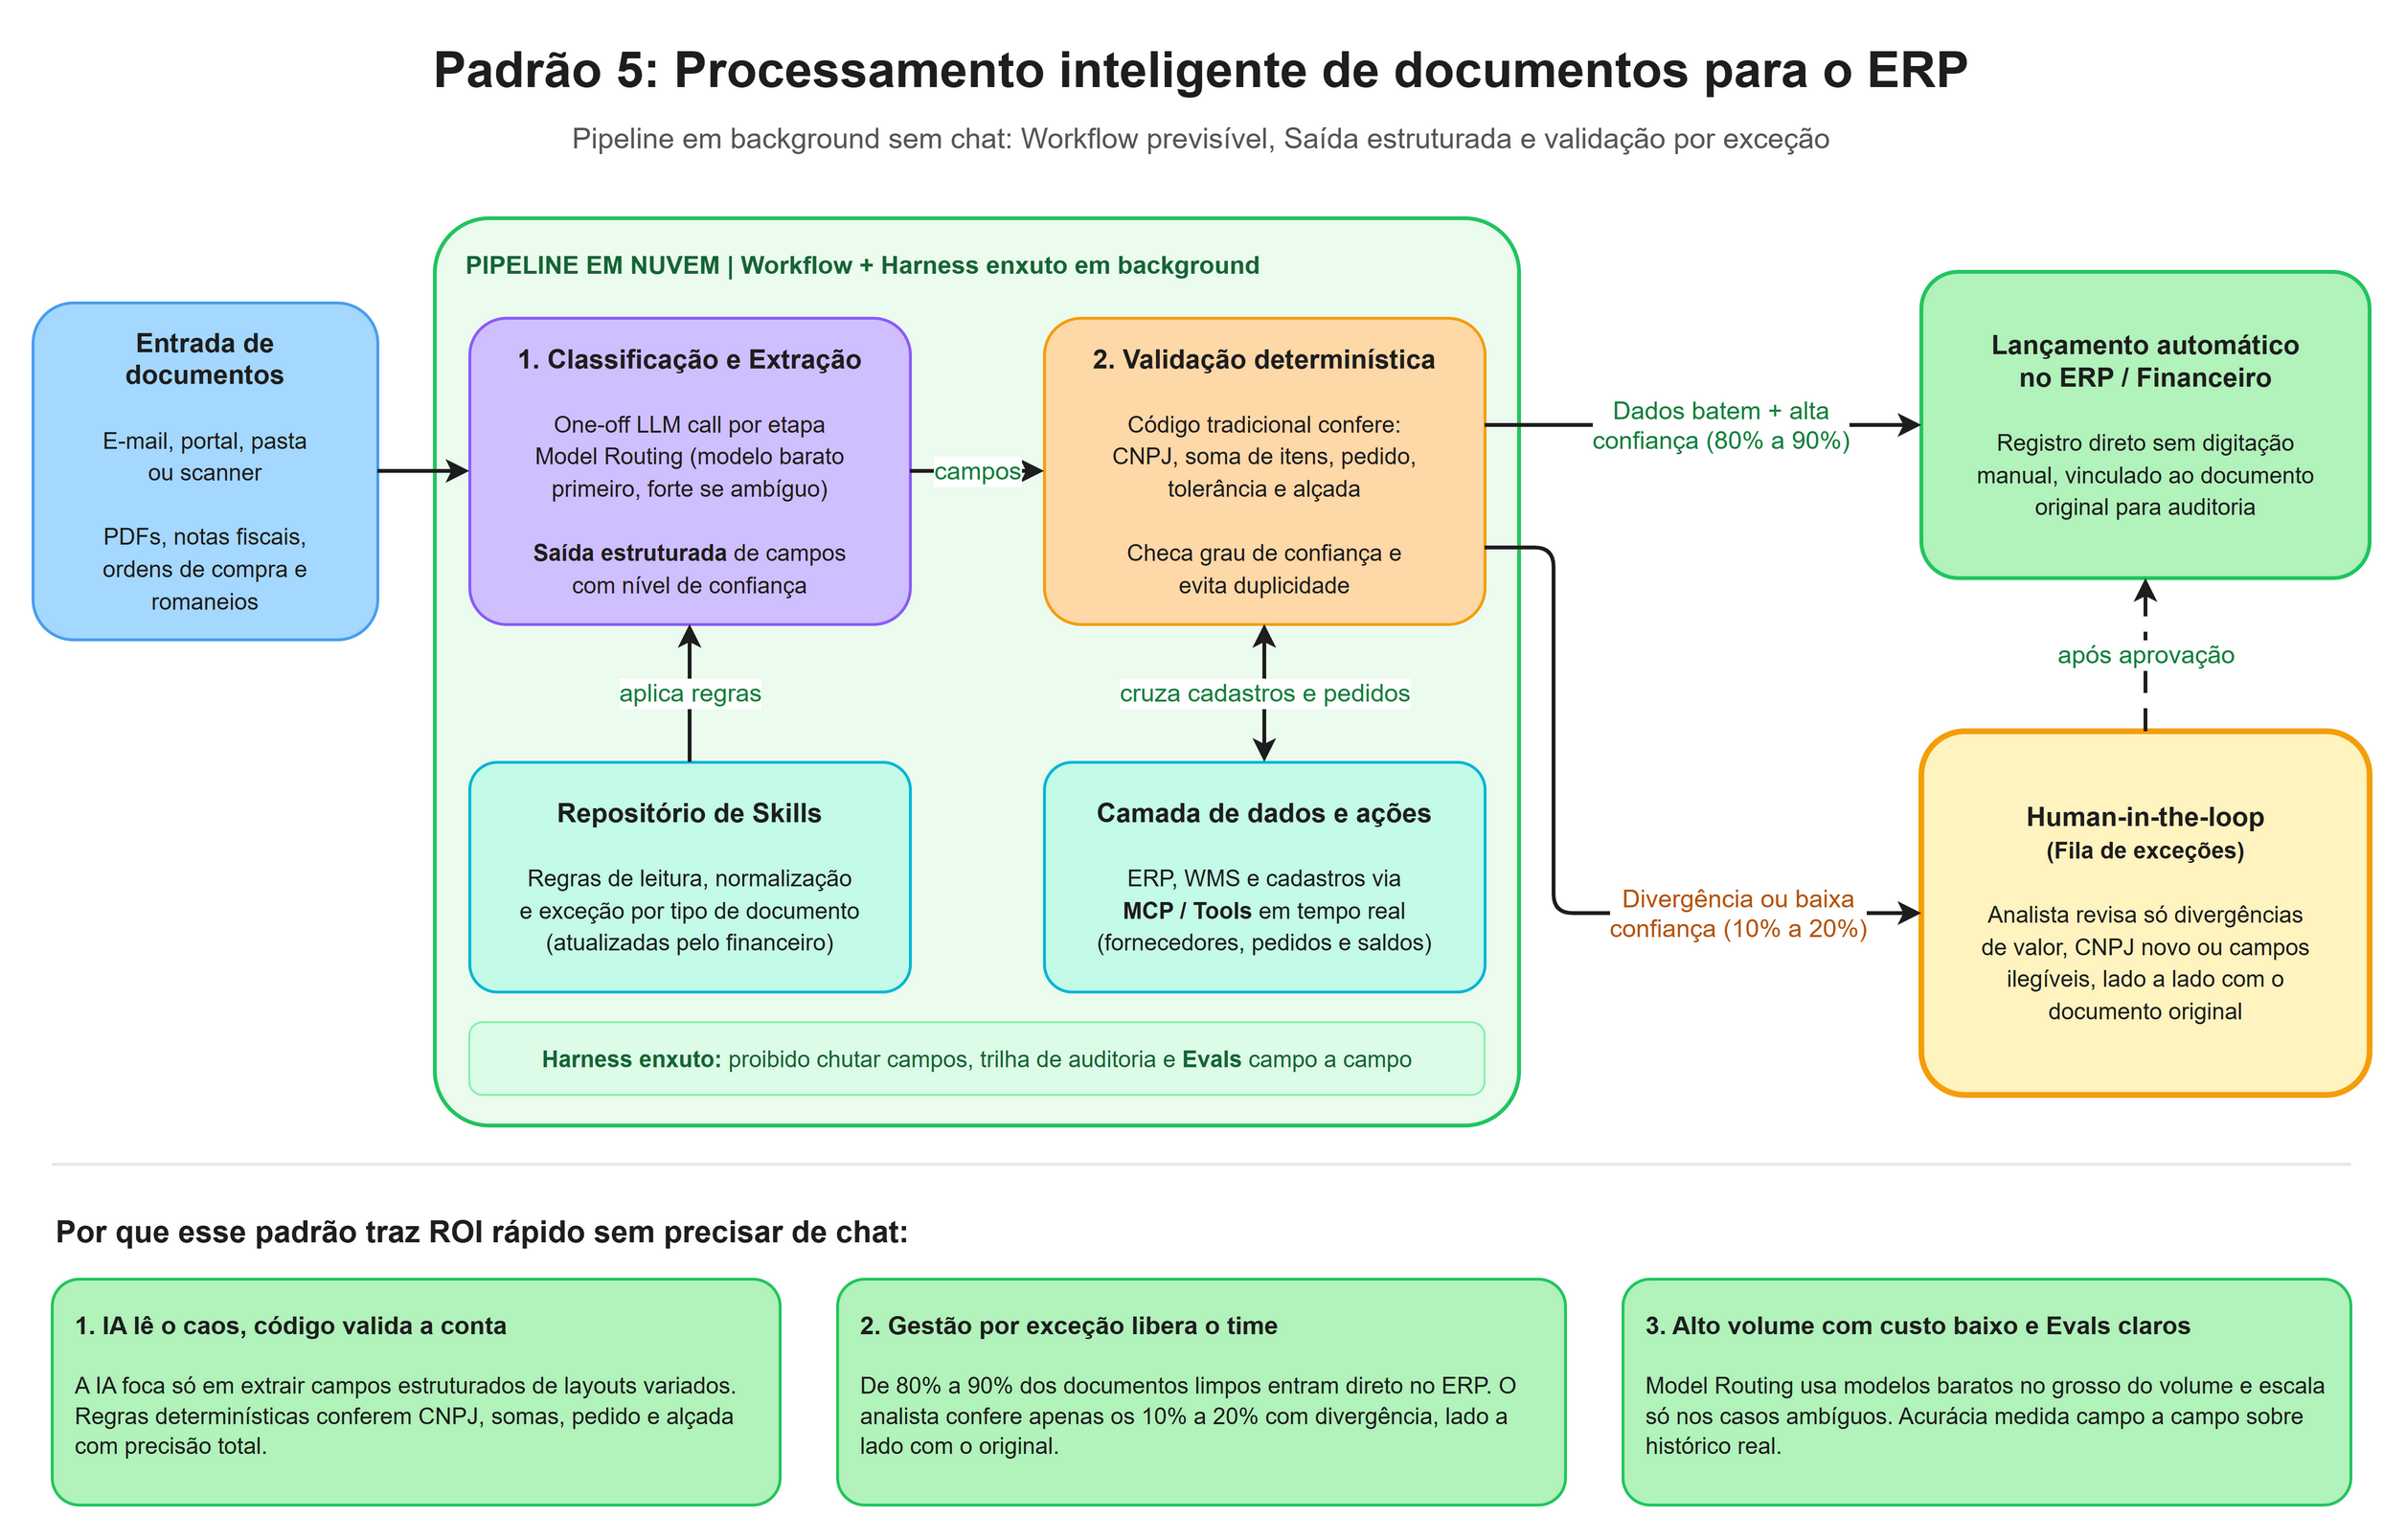 Padrão 5: Processamento inteligente de documentos para o ERP
Pipeline em background sem chat: Workflow previsível, Saída estruturada e validação por exceção
Entrada de
documentos
E-mail, portal, pasta
ou scanner
PDFs, notas fiscais,
ordens de compra e
romaneios
PIPELINE EM NUVEM | Workflow + Harness enxuto em background
1. Classificação e Extração
One-off LLM call por etapa
Model Routing (modelo barato
primeiro, forte se ambíguo)
Saída estruturada de campos
com nível de confiança
campos
2. Validação determinística
Código tradicional confere:
CNPJ, soma de itens, pedido,
tolerância e alçada
Checa grau de confiança e
evita duplicidade
aplica regras
cruza cadastros e pedidos
Repositório de Skills
Regras de leitura, normalização
e exceção por tipo de documento
(atualizadas pelo financeiro)
Camada de dados e ações
ERP, WMS e cadastros via
MCP / Tools em tempo real
(fornecedores, pedidos e saldos)
Harness enxuto: proibido chutar campos, trilha de auditoria e Evals campo a campo
Dados batem + alta
confiança (80% a 90%)
Lançamento automático
no ERP / Financeiro
Registro direto sem digitação
manual, vinculado ao documento
original para auditoria
após aprovação
Divergência ou baixa
confiança (10% a 20%)
Human-in-the-loop
(Fila de exceções)
Analista revisa só divergências
de valor, CNPJ novo ou campos
ilegíveis, lado a lado com o
documento original
Por que esse padrão traz ROI rápido sem precisar de chat:
1. IA lê o caos, código valida a conta
A IA foca só em extrair campos estruturados de layouts variados.
Regras determinísticas conferem CNPJ, somas, pedido e alçada
com precisão total.
2. Gestão por exceção libera o time
De 80% a 90% dos documentos limpos entram direto no ERP. O
analista confere apenas os 10% a 20% com divergência, lado a
lado com o original.
3. Alto volume com custo baixo e Evals claros
Model Routing usa modelos baratos no grosso do volume e escala
só nos casos ambíguos. Acurácia medida campo a campo sobre
histórico real.